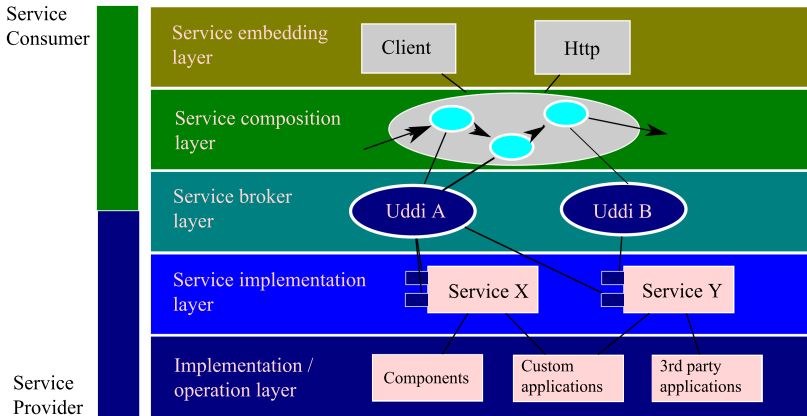 Service
Consumer
Service embedding
layer
Client
Http
Service composition
layer
Service broker
layer
Uddi A
Uddi B
Service implementation
layer
Service X
Service Y
Implementation /
operation layer
Components
Custom
applications
3rd party
applications
Service
Provider